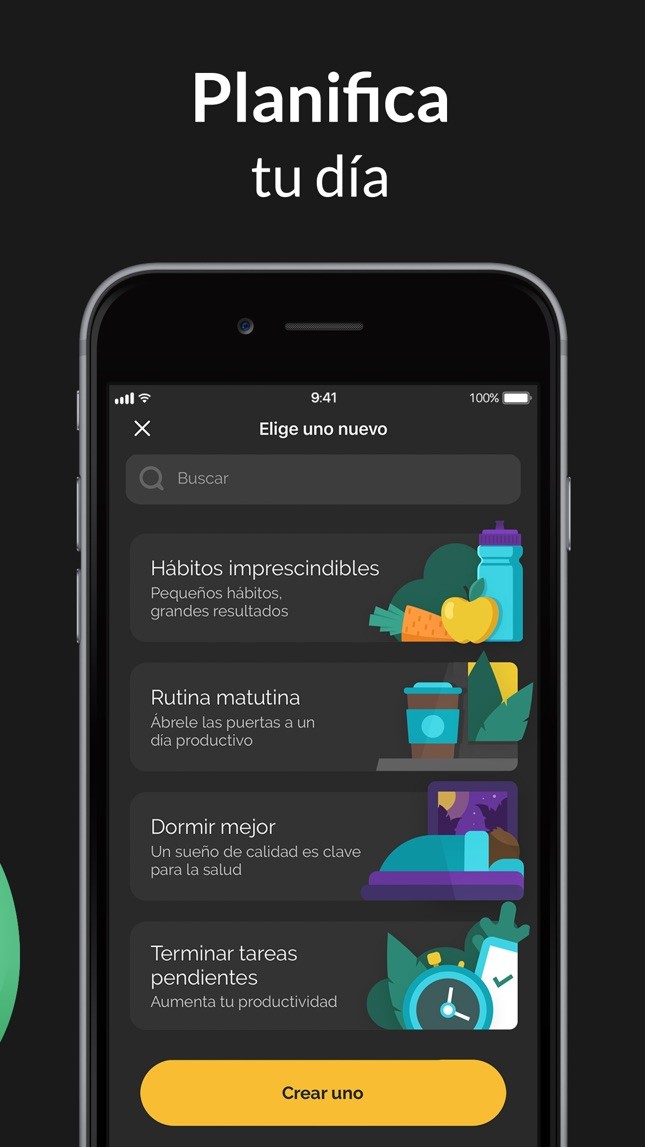 Planifica
tu día
9:41
100%
Elige uno nuevo
Buscar
Hábitos imprescindibles
Pequeños hábitos,
grandes resultados
Rutina matutina
Ábrele las puertas a un
día productivo
Dormir mejor
Un sueño de calidad es clave
para la salud
Terminar tareas
pendientes
Aumenta tu productividad
Crear uno